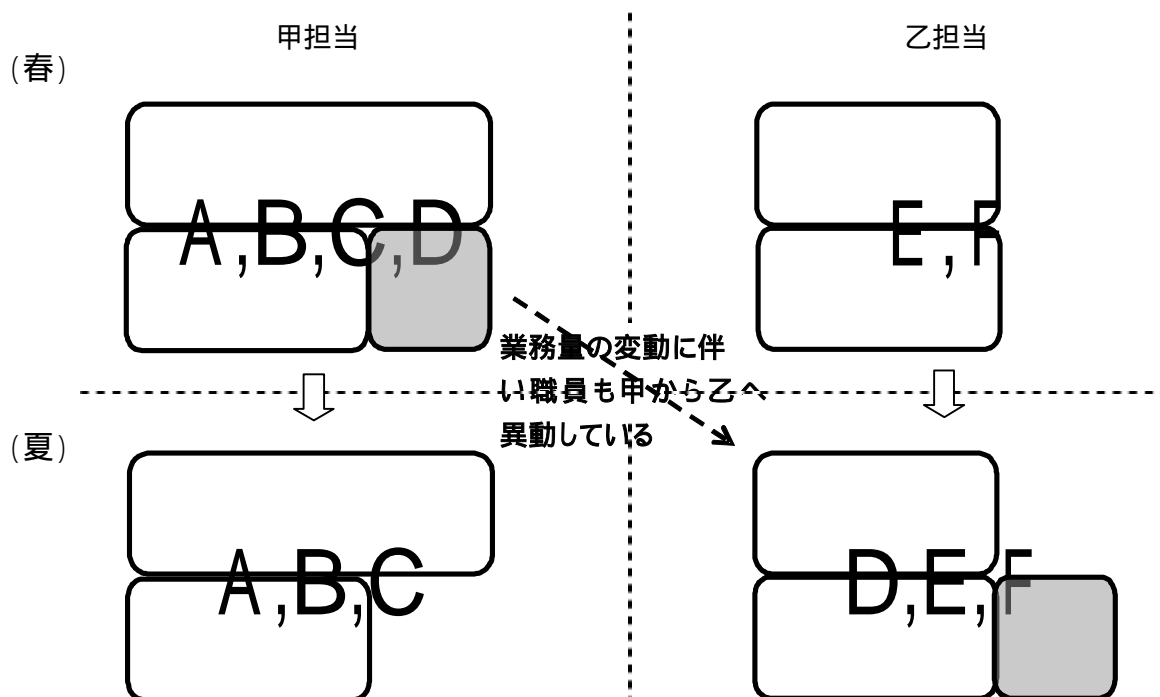 甲担当
乙担当
(春)
A,B,C,D
E,F
業務量の変動に伴
い職員も甲から乙へ
異動している
(夏)
A,B,C
D,E,F